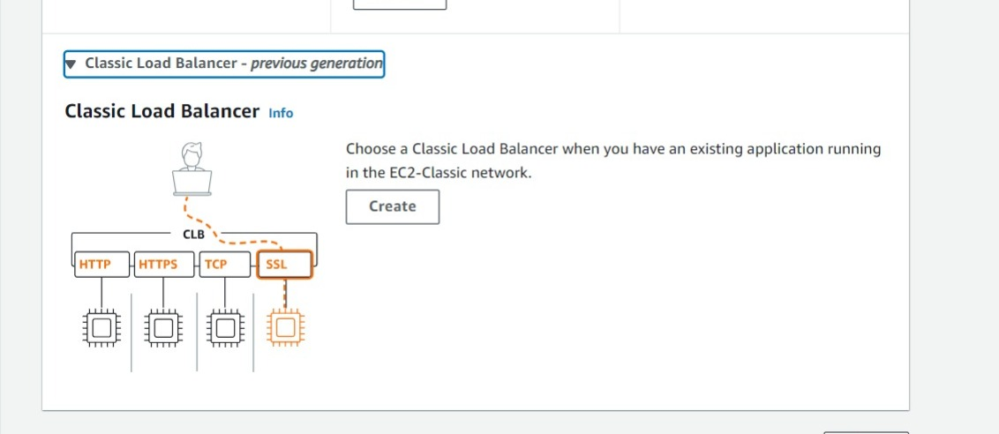 Classic Load Balancer - previous generation
Classic Load Balancer Info
Choose a Classic Load Balancer when you have an existing application running
in the EC2-Classic network.
Create
CLB
HTTP HTTPS TCP SSL